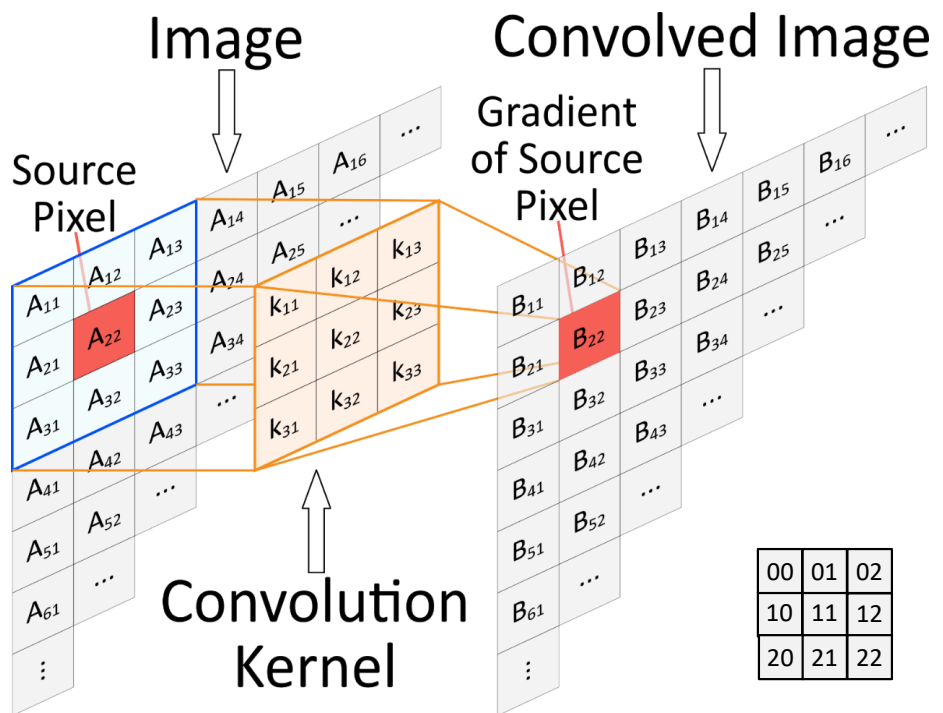 Image
Convolved Image
Source
Pixel
Gradient
of Source
Pixel
A₁₁ A₁₂ A₁₃ A₁₄ A₁₅ A₁₆ ...
A₂₁ A₂₂ A₂₃ A₂₄ A₂₅ ...
A₃₁ A₃₂ A₃₃ A₃₄
A₄₁ A₄₂ A₄₃ ...
A₅₁ A₅₂ ...
A₆₁ ...
⋮
k₁₁ k₁₂ k₁₃
k₂₁ k₂₂ k₂₃
k₃₁ k₃₂ k₃₃
Convolution
Kernel
B₁₁ B₁₂ B₁₃ B₁₄ B₁₅ B₁₆ ...
B₂₁ B₂₂ B₂₃ B₂₄ B₂₅ ...
B₃₁ B₃₂ B₃₃ B₃₄ ...
B₄₁ B₄₂ B₄₃ ...
B₅₁ B₅₂ ...
B₆₁ ...
⋮
00 01 02
10 11 12
20 21 22